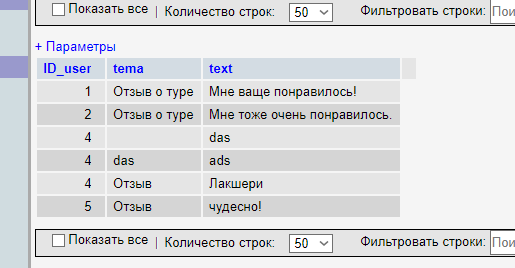 Показать все | Количество строк: 50 Фильтровать строки: Поис
+ Параметры
ID_user tema text
1 Отзыв о туре Мне ваще понравилось!
2 Отзыв о туре Мне тоже очень понравилось.
4 das
4 das ads
4 Отзыв Лакшери
5 Отзыв чудесно!
Показать все | Количество строк: 50 Фильтровать строки: Поис